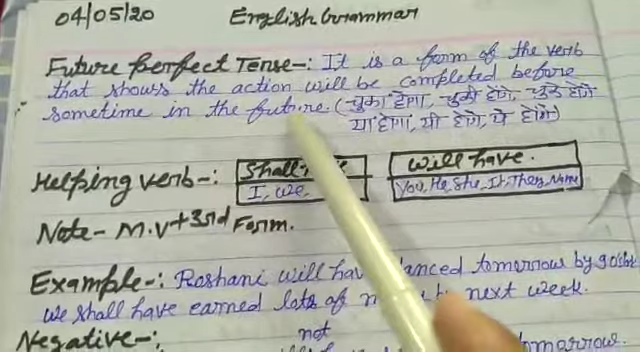 04/05/20 English Grammar
Future Perfect Tense-: It is a form of the verb
that shows the action will be completed before
sometime in the future. (चुका होगा, चुकी होगी, चुके होंगे
या होगा, यी होगी, ये होंगे)
Helping verb-: Shall will have.
I, we, You, He, She, It, They, Name
Note- M.V+3rd Form.
Example-: Roshani will have danced tomorrow by 9 o'clock
we shall have earned lots of next week.
Negative-: not
tomorrow.